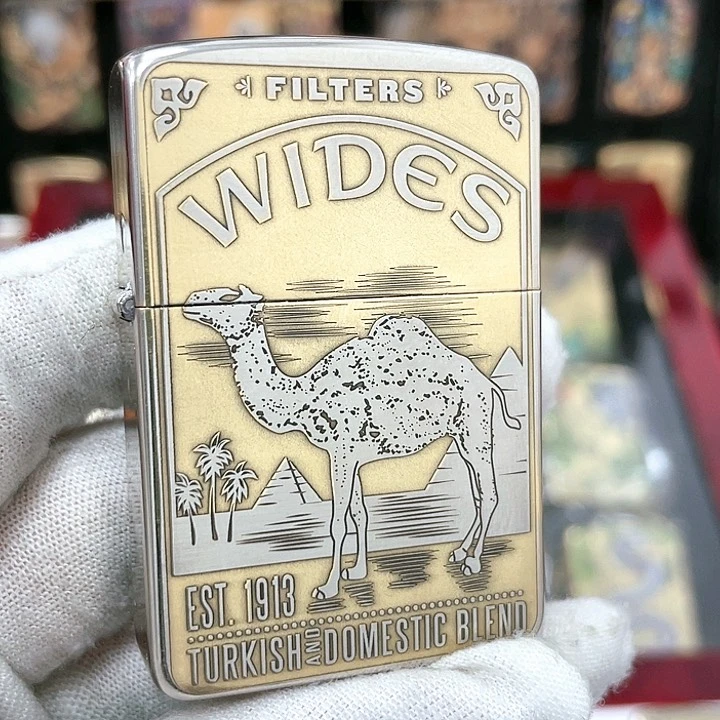 FILTERS
WIDES
EST. 1913
TURKISH AND DOMESTIC BLEND